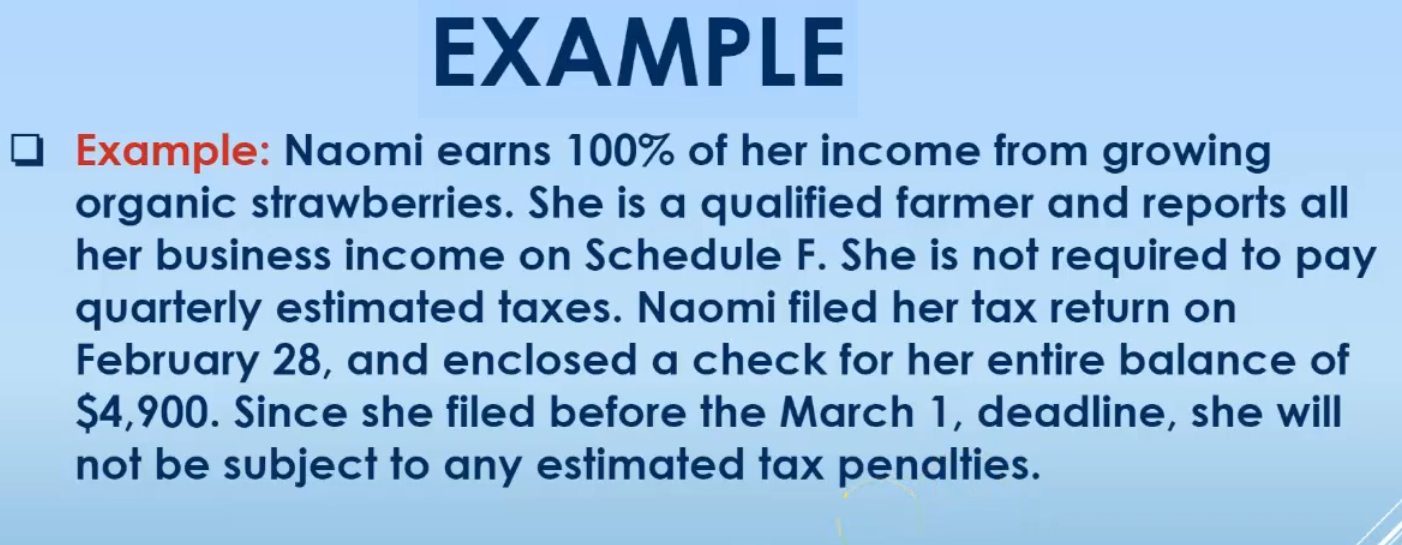 EXAMPLE
❑ Example: Naomi earns 100% of her income from growing
organic strawberries. She is a qualified farmer and reports all
her business income on Schedule F. She is not required to pay
quarterly estimated taxes. Naomi filed her tax return on
February 28, and enclosed a check for her entire balance of
$4,900. Since she filed before the March 1, deadline, she will
not be subject to any estimated tax penalties.